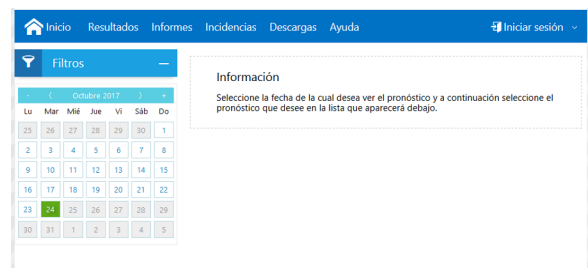 Inicio Resultados Informes Incidencias Descargas Ayuda Iniciar sesión
Filtros
Octubre 2017
Lu Mar Mié Jue Vi Sáb Do
25 26 27 28 29 30 1
2 3 4 5 6 7 8
9 10 11 12 13 14 15
16 17 18 19 20 21 22
23 24 25 26 27 28 29
30 31 1 2 3 4 5
Información
Seleccione la fecha de la cual desea ver el pronóstico y a continuación seleccione el
pronóstico que desee en la lista que aparecerá debajo.